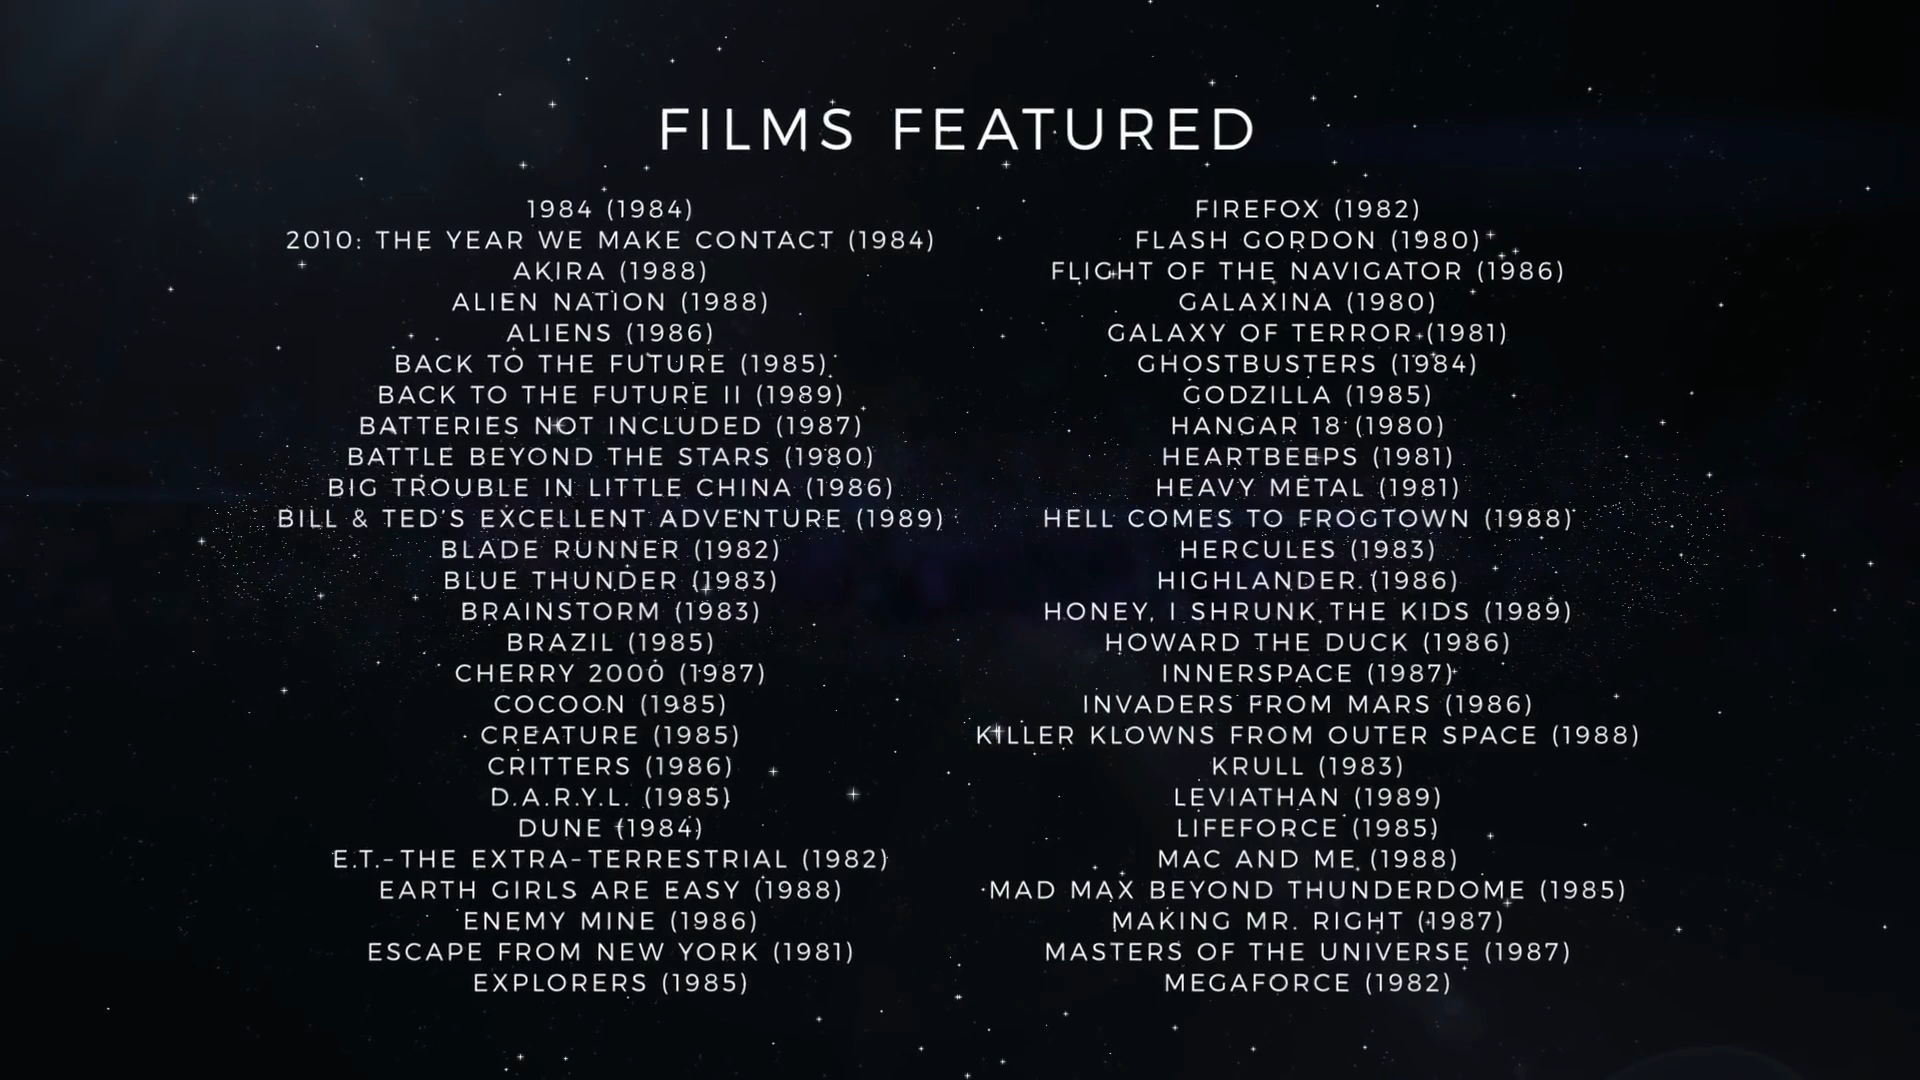 FILMS FEATURED
1984 (1984)
2010: THE YEAR WE MAKE CONTACT (1984)
AKIRA (1988)
ALIEN NATION (1988)
ALIENS (1986)
BACK TO THE FUTURE (1985)
BACK TO THE FUTURE II (1989)
BATTERIES NOT INCLUDED (1987)
BATTLE BEYOND THE STARS (1980)
BIG TROUBLE IN LITTLE CHINA (1986)
BILL & TED'S EXCELLENT ADVENTURE (1989)
BLADE RUNNER (1982)
BLUE THUNDER (1983)
BRAINSTORM (1983)
BRAZIL (1985)
CHERRY 2000 (1987)
COCOON (1985)
CREATURE (1985)
CRITTERS (1986)
D.A.R.Y.L. (1985)
DUNE (1984)
E.T.-THE EXTRA-TERRESTRIAL (1982)
EARTH GIRLS ARE EASY (1988)
ENEMY MINE (1986)
ESCAPE FROM NEW YORK (1981)
EXPLORERS (1985)
FIREFOX (1982)
FLASH GORDON (1980)
FLIGHT OF THE NAVIGATOR (1986)
GALAXINA (1980)
GALAXY OF TERROR (1981)
GHOSTBUSTERS (1984)
GODZILLA (1985)
HANGAR 18 (1980)
HEARTBEEPS (1981)
HEAVY METAL (1981)
HELL COMES TO FROGTOWN (1988)
HERCULES (1983)
HIGHLANDER (1986)
HONEY, I SHRUNK THE KIDS (1989)
HOWARD THE DUCK (1986)
INNERSPACE (1987)
INVADERS FROM MARS (1986)
KILLER KLOWNS FROM OUTER SPACE (1988)
KRULL (1983)
LEVIATHAN (1989)
LIFEFORCE (1985)
MAC AND ME (1988)
MAD MAX BEYOND THUNDERDOME (1985)
MAKING MR. RIGHT (1987)
MASTERS OF THE UNIVERSE (1987)
MEGAFORCE (1982)